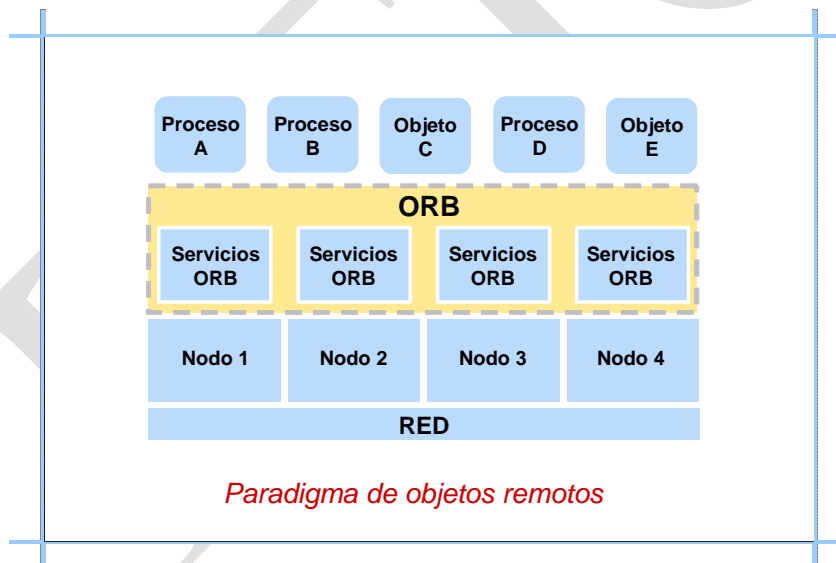 Proceso Proceso Objeto Proceso Objeto
A B C D E
ORB
Servicios Servicios Servicios Servicios
ORB ORB ORB ORB
Nodo 1 Nodo 2 Nodo 3 Nodo 4
RED
Paradigma de objetos remotos